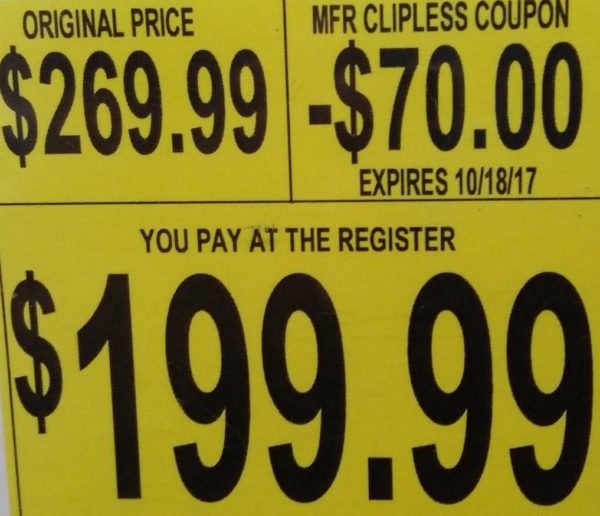 ORIGINAL PRICE
$269.99
MFR CLIPLESS COUPON
-$70.00
EXPIRES 10/18/17
YOU PAY AT THE REGISTER
$199.99